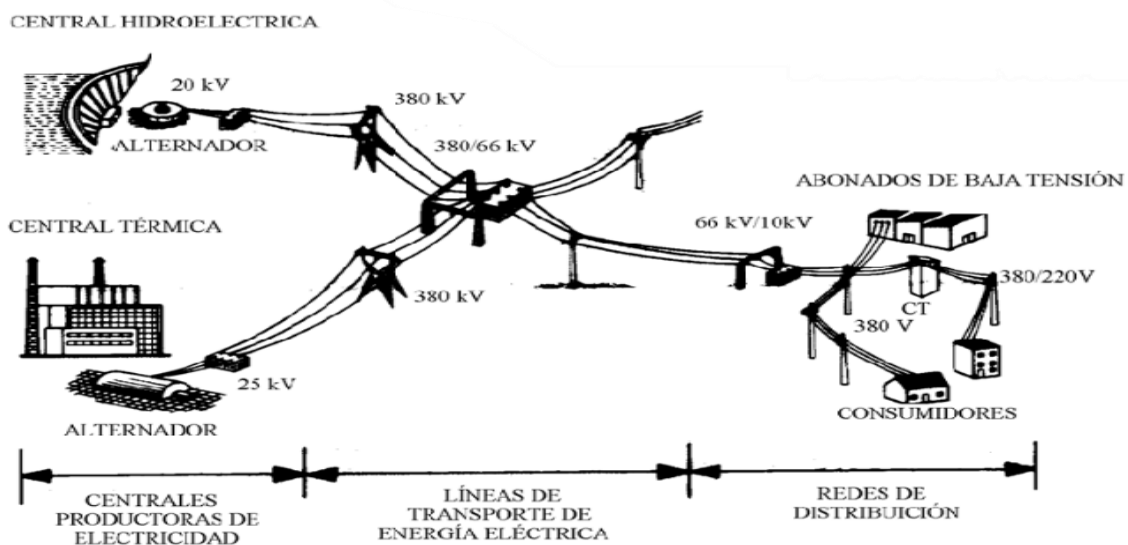 CENTRAL HIDROELECTRICA
20 kV
ALTERNADOR
380 kV
380/66 kV
ABONADOS DE BAJA TENSIÓN
CENTRAL TÉRMICA
66 kV/10kV
380 kV
380/220V
CT
380 V
25 kV
ALTERNADOR
CONSUMIDORES
CENTRALES
PRODUCTORAS DE
ELECTRICIDAD
LÍNEAS DE
TRANSPORTE DE
ENERGÍA ELÉCTRICA
REDES DE
DISTRIBUICIÓN